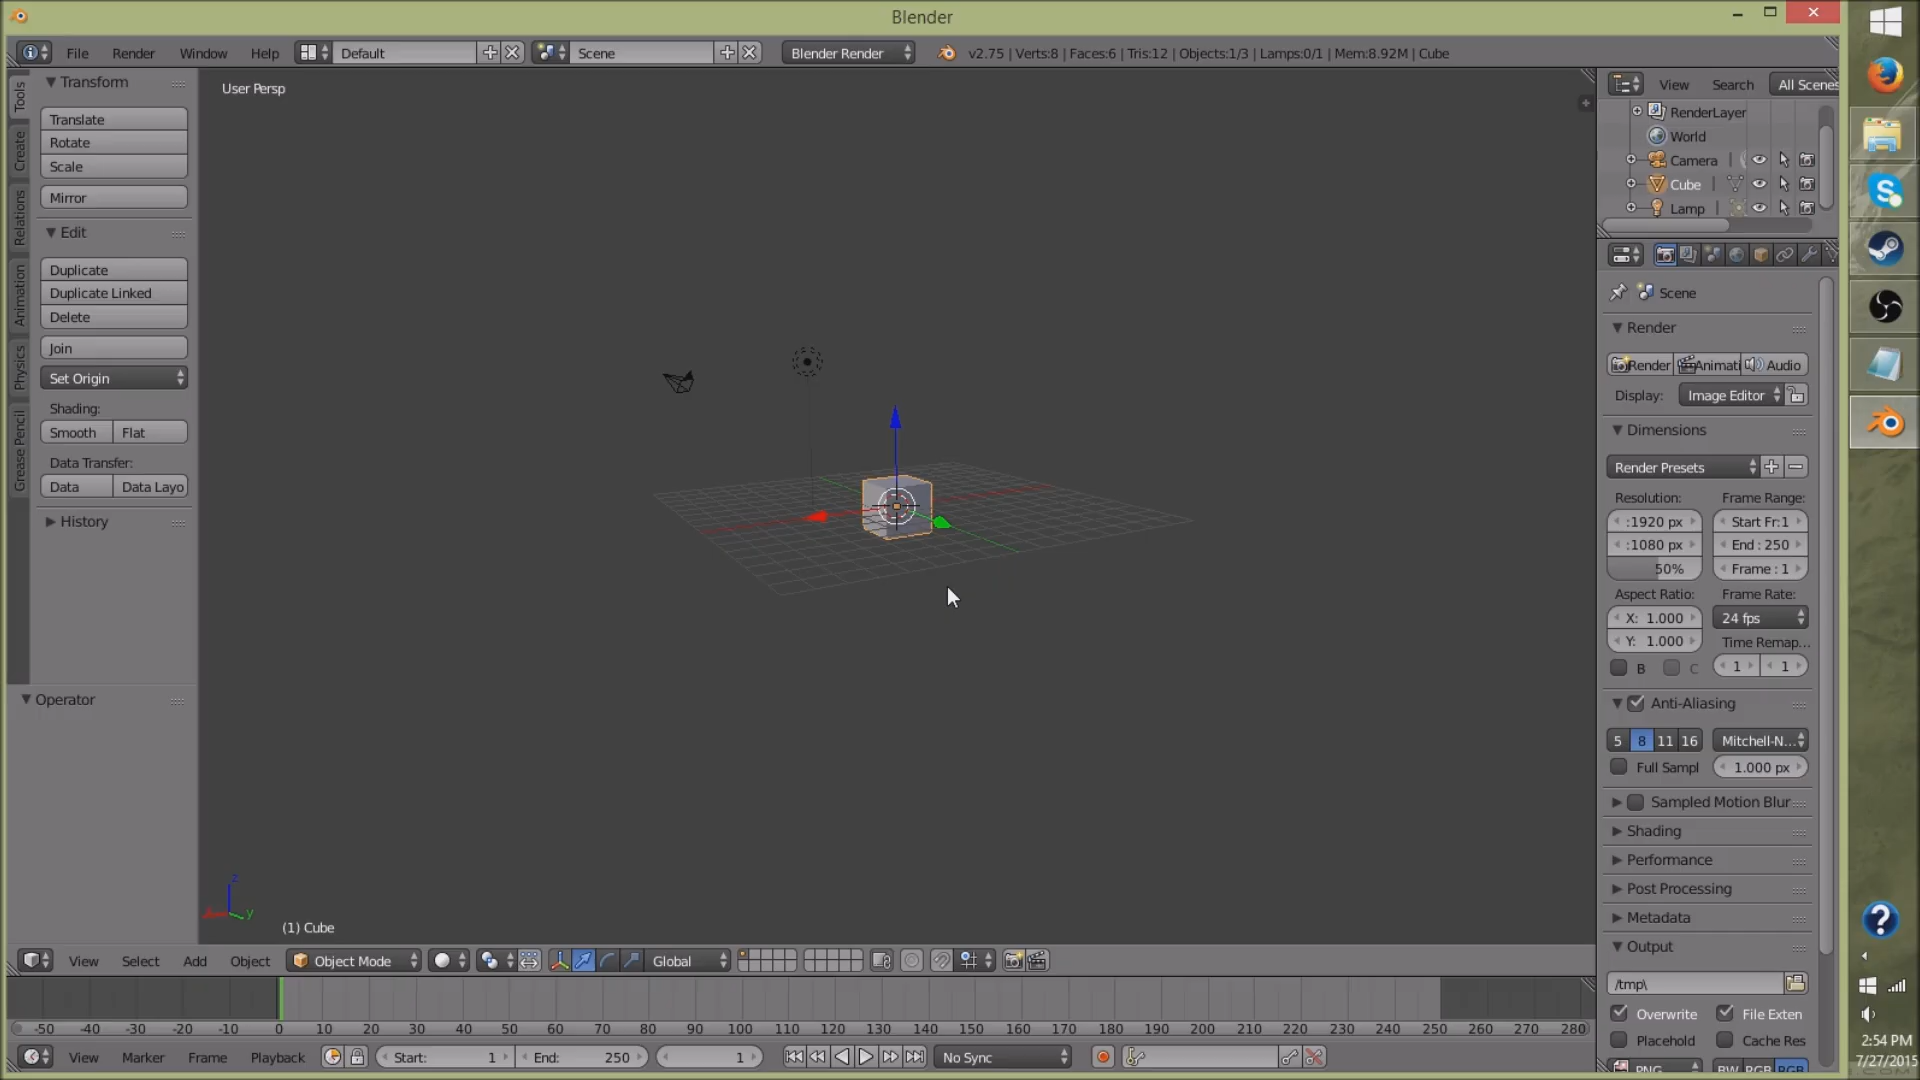 Blender
File Render Window Help Default Scene Blender Render v2.75 | Verts:8 | Faces:6 | Tris:12 | Objects:1/3 | Lamps:0/1 | Mem:8.92M | Cube
Tools
Create
Relations
Animation
Physics
Grease Pencil
Transform
Translate
Rotate
Scale
Mirror
Edit
Duplicate
Duplicate Linked
Delete
Join
Set Origin
Shading:
Smooth Flat
Data Transfer:
Data Data Layo
History
Operator
User Persp
z
y
(1) Cube
View Search All Scenes
RenderLayer
World
Camera
Cube
Lamp
Scene
Render
Render Animati Audio
Display: Image Editor
Dimensions
Render Presets
Resolution: Frame Range:
:1920 px Start Fr:1
:1080 px End : 250
50% Frame : 1
Aspect Ratio: Frame Rate:
X: 1.000 24 fps
Y: 1.000 Time Remap...
B C 1 1
Anti-Aliasing
5 8 11 16 Mitchell-N...
Full Sampl 1.000 px
Sampled Motion Blur
Shading
Performance
Post Processing
Metadata
Output
/tmp\
Overwrite File Exten
Placehold Cache Res
PNG BW RGB RGB
View Select Add Object Object Mode Global
-50 -40 -30 -20 -10 0 10 20 30 40 50 60 70 80 90 100 110 120 130 140 150 160 170 180 190 200 210 220 230 240 250 260 270 280
View Marker Frame Playback Start: 1 End: 250 1 No Sync
2:54 PM
7/27/2015